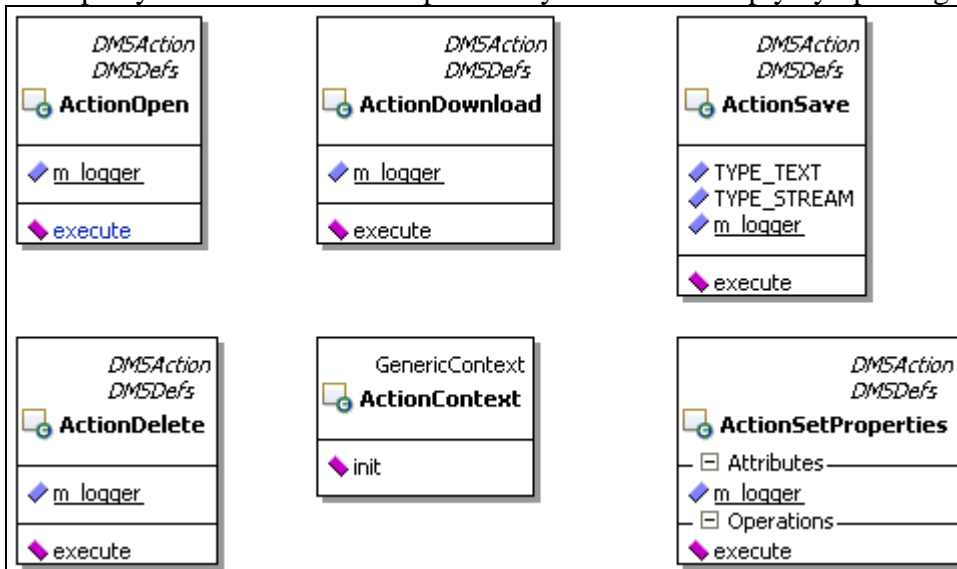 DMSAction
DMSDefs
ActionOpen
m_logger
execute
DMSAction
DMSDefs
ActionDownload
m_logger
execute
DMSAction
DMSDefs
ActionSave
TYPE_TEXT
TYPE_STREAM
m_logger
execute
DMSAction
DMSDefs
ActionDelete
m_logger
execute
GenericContext
ActionContext
init
DMSAction
DMSDefs
ActionSetProperties
Attributes
m_logger
Operations
execute